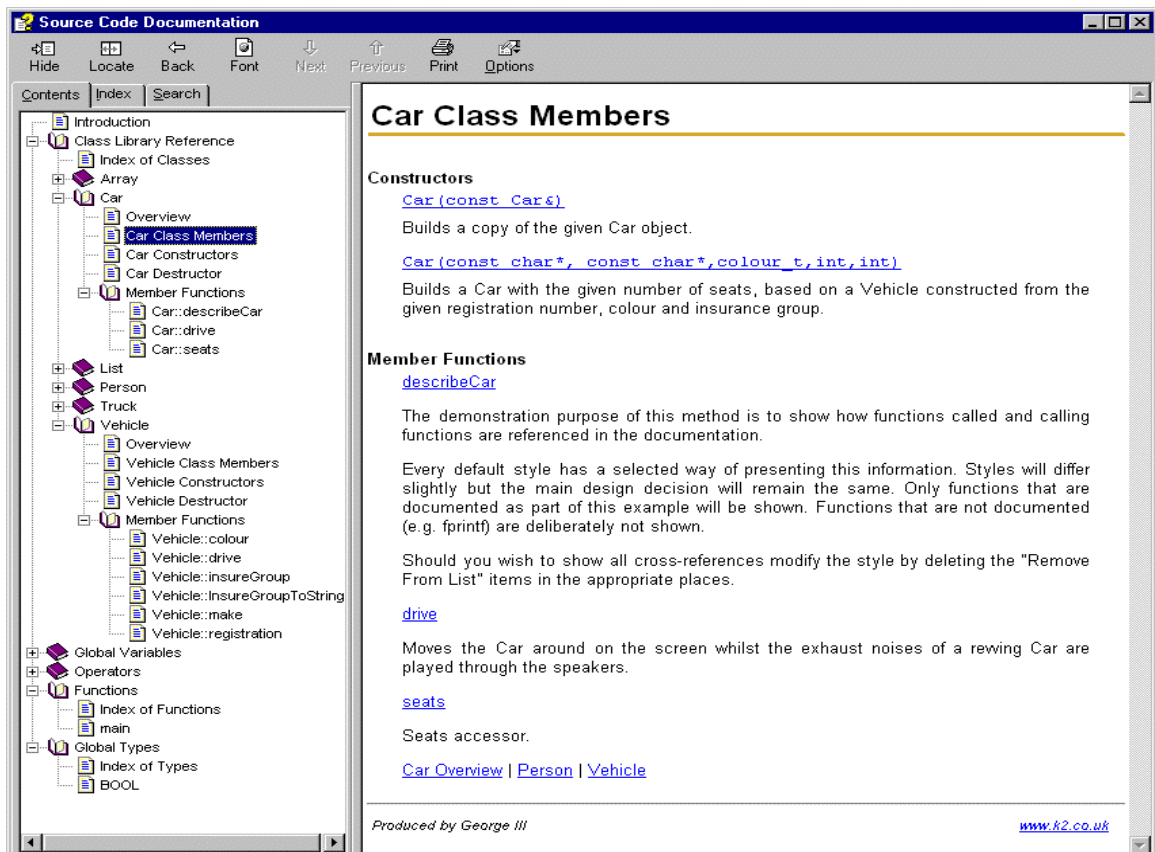 Source Code Documentation
Hide Locate Back Font Next Previous Print Options
Contents Index Search
Introduction
Class Library Reference
Index of Classes
Array
Car
Overview
Car Class Members
Car Constructors
Car Destructor
Member Functions
Car::describeCar
Car::drive
Car::seats
List
Person
Truck
Vehicle
Overview
Vehicle Class Members
Vehicle Constructors
Vehicle Destructor
Member Functions
Vehicle::colour
Vehicle::drive
Vehicle::insureGroup
Vehicle::InsureGroupToString
Vehicle::make
Vehicle::registration
Global Variables
Operators
Functions
Index of Functions
main
Global Types
Index of Types
BOOL
Car Class Members
Constructors
Car(const Car&)
Builds a copy of the given Car object.
Car(const char*, const char*,colour_t,int,int)
Builds a Car with the given number of seats, based on a Vehicle constructed from the
given registration number, colour and insurance group.
Member Functions
describeCar
The demonstration purpose of this method is to show how functions called and calling
functions are referenced in the documentation.
Every default style has a selected way of presenting this information. Styles will differ
slightly but the main design decision will remain the same. Only functions that are
documented as part of this example will be shown. Functions that are not documented
(e.g. fprintf) are deliberately not shown.
Should you wish to show all cross-references modify the style by deleting the "Remove
From List" items in the appropriate places.
drive
Moves the Car around on the screen whilst the exhaust noises of a revving Car are
played through the speakers.
seats
Seats accessor.
Car Overview | Person | Vehicle
Produced by George III
www.k2.co.uk